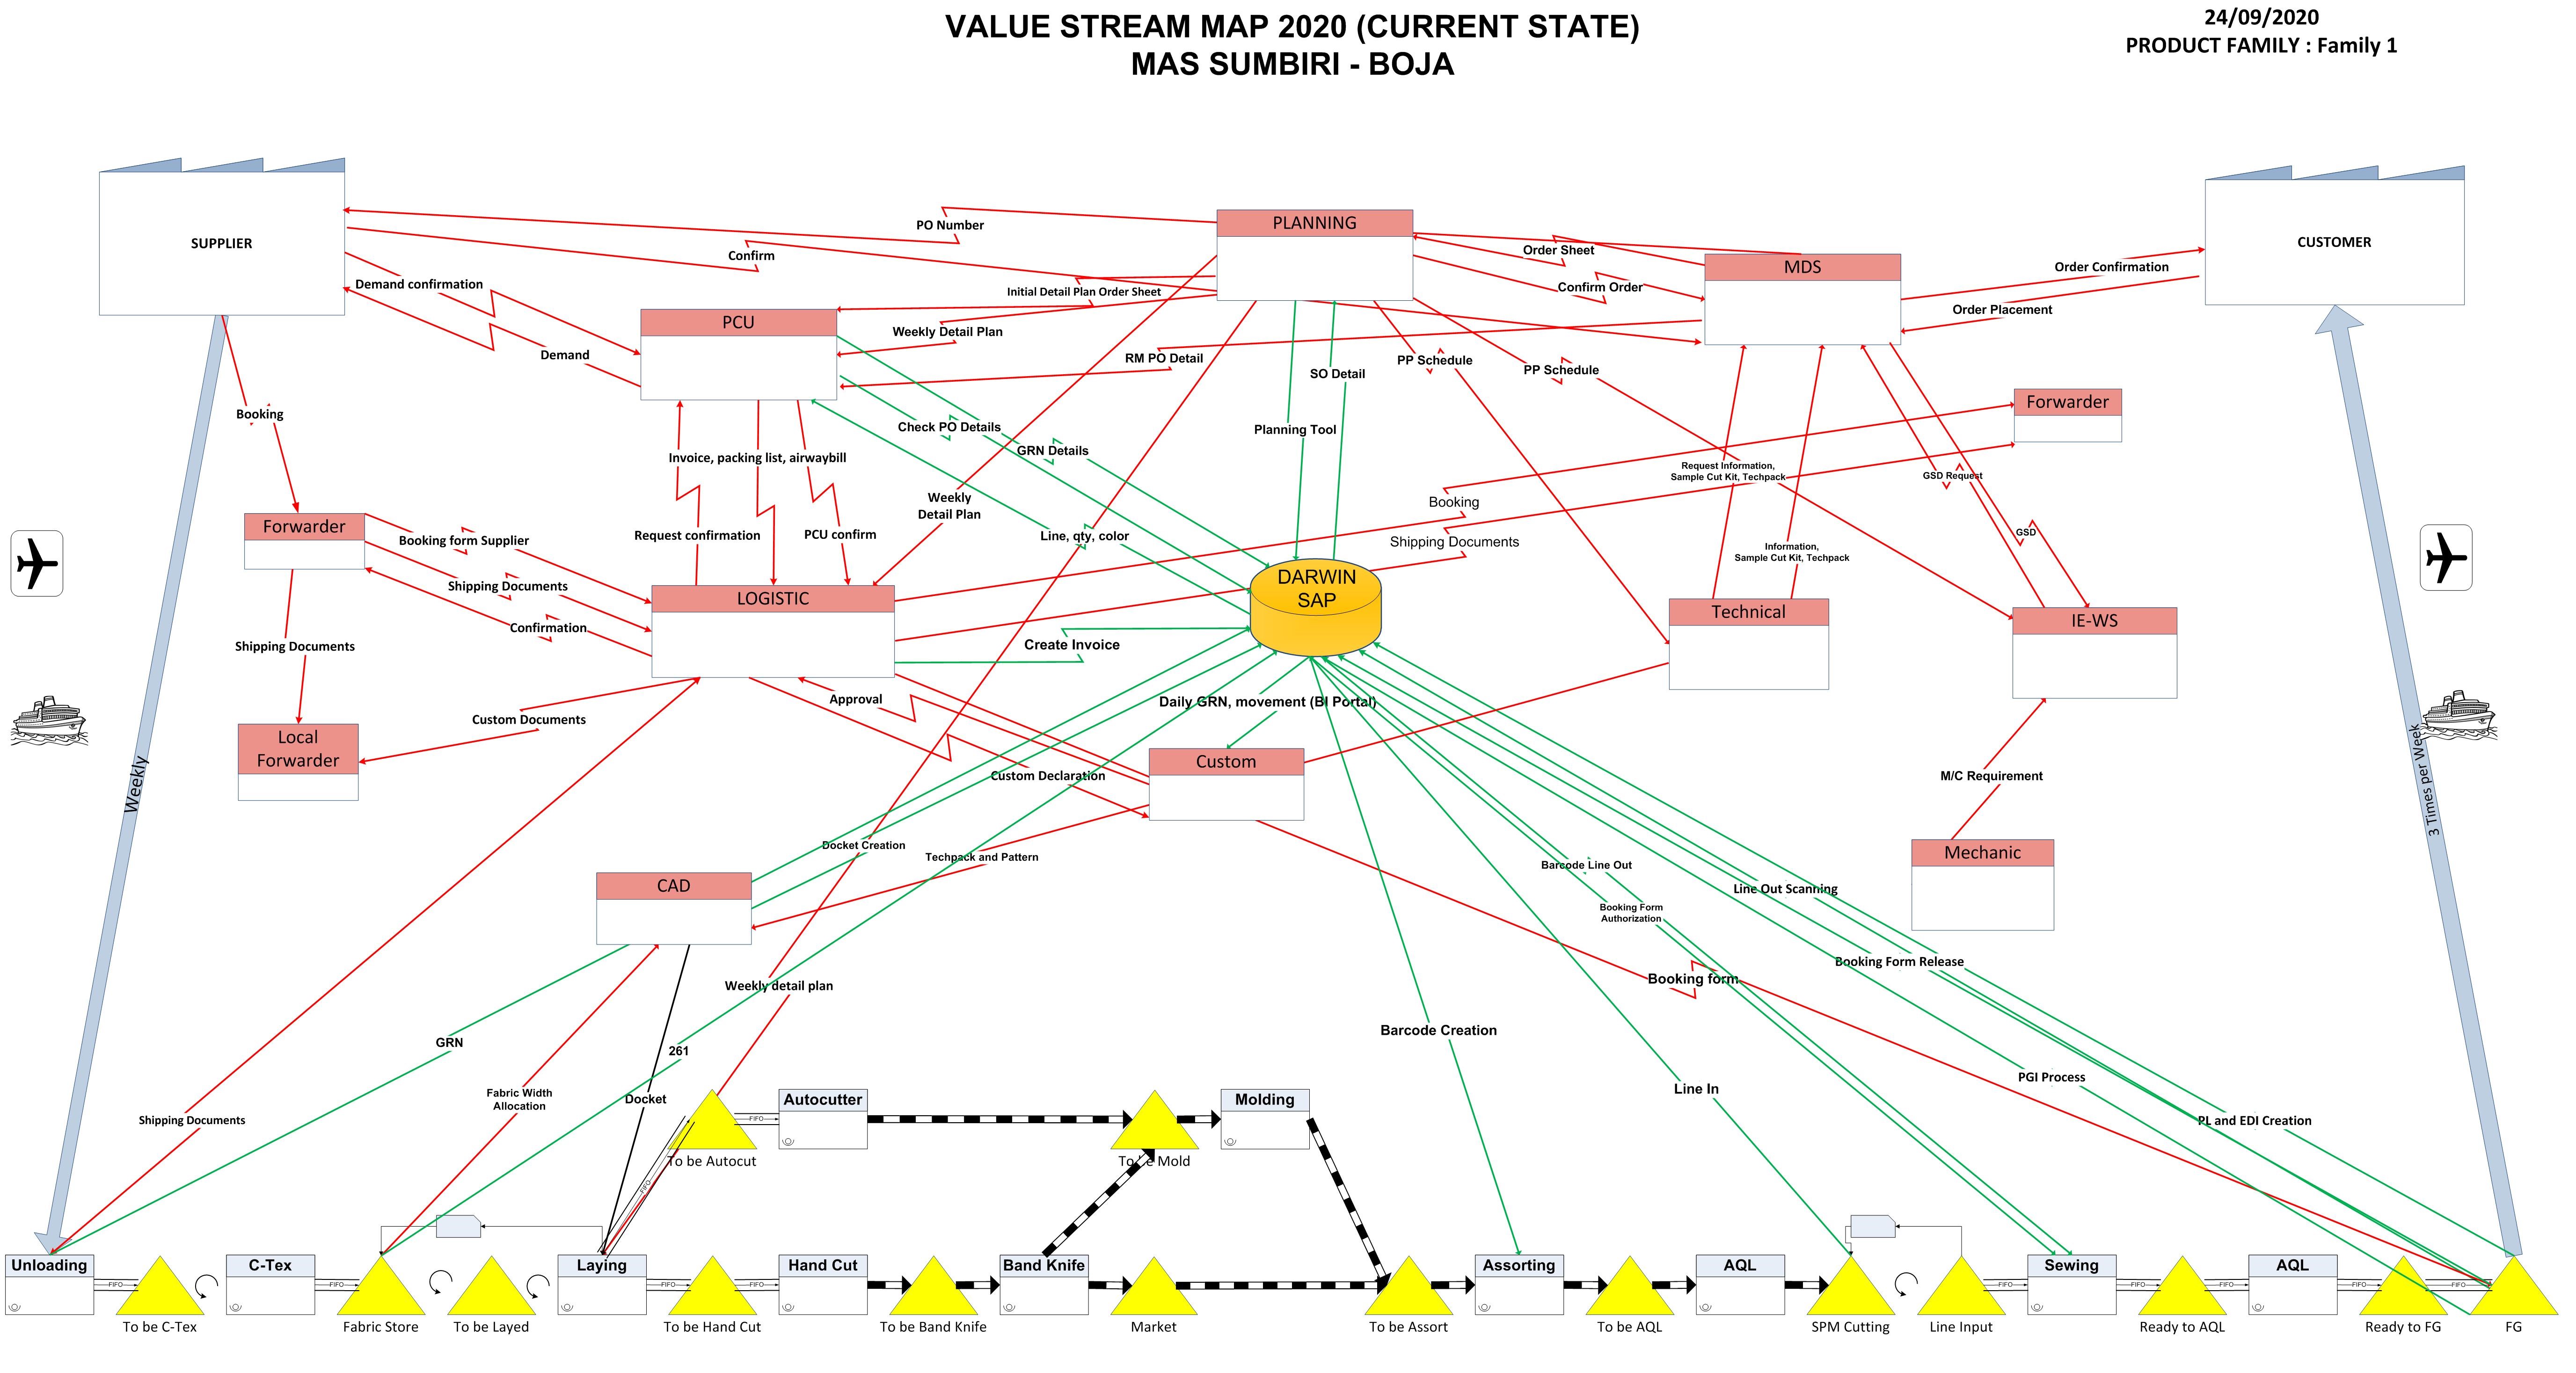 VALUE STREAM MAP 2020 (CURRENT STATE)
MAS SUMBIRI - BOJA
24/09/2020
PRODUCT FAMILY : Family 1
SUPPLIER
PLANNING
CUSTOMER
MDS
PCU
PO Number
Confirm
Order Sheet
Confirm Order
Order Confirmation
Order Placement
Demand confirmation
Demand
Initial Detail Plan Order Sheet
Weekly Detail Plan
RM PO Detail
PP Schedule
PP Schedule
SO Detail
Planning Tool
Forwarder
Booking
Check PO Details
GRN Details
Invoice, packing list, airwaybill
Request Information,
Sample Cut Kit, Techpack
GSD Request
Weekly
Detail Plan
Booking
Forwarder
Booking form Supplier
Request confirmation
PCU confirm
Line, qty, color
Shipping Documents
GSD
Information,
Sample Cut Kit, Techpack
Shipping Documents
LOGISTIC
DARWIN
SAP
Technical
IE-WS
Confirmation
Shipping Documents
Create Invoice
Approval
Daily GRN, movement (BI Portal)
Custom Documents
Local
Forwarder
Custom
Custom Declaration
M/C Requirement
Weekly
3 Times per Week
Docket Creation
Techpack and Pattern
Mechanic
CAD
Barcode Line Out
Line Out Scanning
Booking Form
Authorization
Booking Form Release
Booking form
Weekly detail plan
Barcode Creation
GRN
261
Fabric Width
Allocation
Docket
Shipping Documents
Line In
PGI Process
PL and EDI Creation
Autocutter
Molding
FIFO
FIFO
To be Autocut
To be Mold
Unloading
C-Tex
Laying
Hand Cut
Band Knife
Assorting
AQL
Sewing
AQL
FIFO
FIFO
FIFO
FIFO
FIFO
FIFO
FIFO
FIFO
FIFO
To be C-Tex
Fabric Store
To be Layed
To be Hand Cut
To be Band Knife
Market
To be Assort
To be AQL
SPM Cutting
Line Input
Ready to AQL
Ready to FG
FG